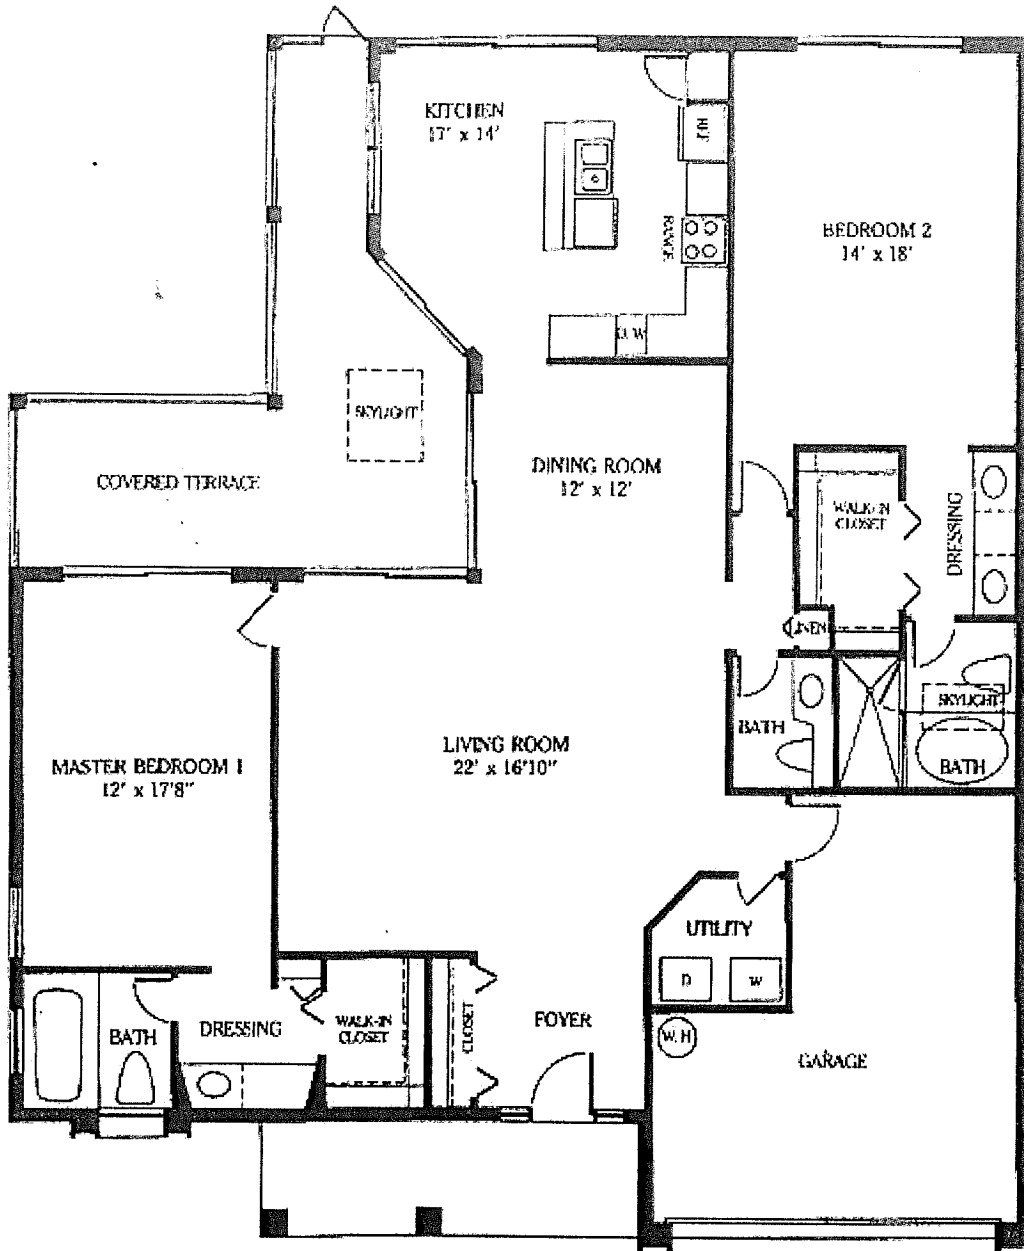 KITCHEN
17' x 14'
REF
RANGE
D.W
BEDROOM 2
14' x 18'
SKYLIGHT
COVERED TERRACE
DINING ROOM
12' x 12'
WALK-IN
CLOSET
DRESSING
LINEN
BATH
SKYLIGHT
BATH
LIVING ROOM
22' x 16'10"
MASTER BEDROOM 1
12' x 17'8"
UTILITY
D
W
BATH
DRESSING
WALK-IN
CLOSET
CLOSET
FOYER
W.H
GARAGE